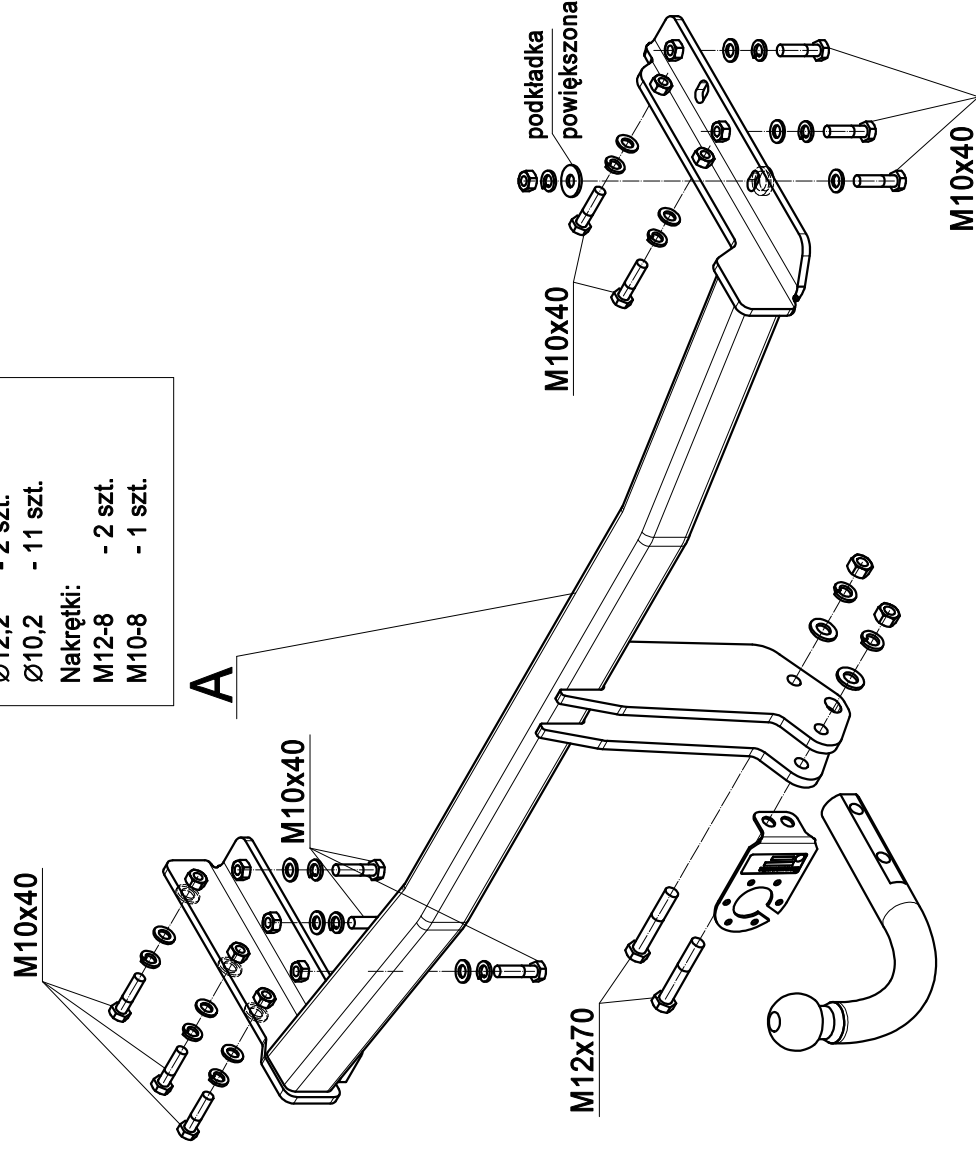 Ø12,2 - 2 szt.
Ø10,2 - 11 szt.
Nakrętki:
M12-8 - 2 szt.
M10-8 - 1 szt.
A
M10x40
M10x40
M12x70
M10x40
podkładka
powiększona
M10x40